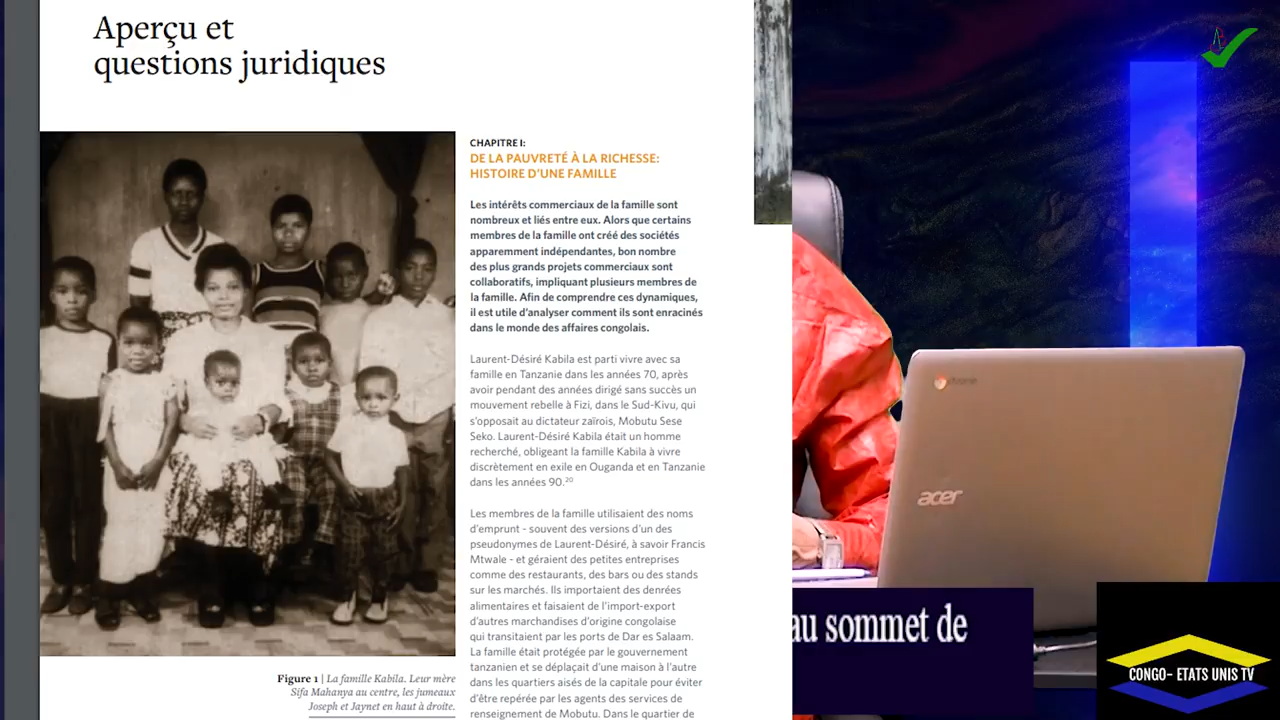 Aperçu et
questions juridiques
CHAPITRE I:
DE LA PAUVRETÉ À LA RICHESSE:
HISTOIRE D'UNE FAMILLE
Les intérêts commerciaux de la famille sont
nombreux et liés entre eux. Alors que certains
membres de la famille ont créé des sociétés
apparemment indépendantes, bon nombre
des plus grands projets commerciaux sont
collaboratifs, impliquant plusieurs membres de
la famille. Afin de comprendre ces dynamiques,
il est utile d'analyser comment ils sont enracinés
dans le monde des affaires congolais.
Laurent-Désiré Kabila est parti vivre avec sa
famille en Tanzanie dans les années 70, après
avoir pendant des années dirigé sans succès un
mouvement rebelle à Fizi, dans le Sud-Kivu, qui
s'opposait au dictateur zaïrois, Mobutu Sese
Seko. Laurent-Désiré Kabila était un homme
recherché, obligeant la famille Kabila à vivre
discrètement en exile en Ouganda et en Tanzanie
dans les années 90.20
Les membres de la famille utilisaient des noms
d'emprunt - souvent des versions d'un des
pseudonymes de Laurent-Désiré, à savoir Francis
Mtwale - et géraient des petites entreprises
comme des restaurants, des bars ou des stands
sur les marchés. Ils importaient des denrées
alimentaires et faisaient de l'import-export
d'autres marchandises d'origine congolaise
qui transitaient par les ports de Dar es Salaam.
La famille était protégée par le gouvernement
tanzanien et se déplaçait d'une maison à l'autre
dans les quartiers aisés de la capitale pour éviter
d'être repérée par les agents des services de
renseignement de Mobutu. Dans le quartier de
Figure 1 | La famille Kabila. Leur mère
Sifa Mahanya au centre, les jumeaux
Joseph et Jaynet en haut à droite.
acer
au sommet de
CONGO- ETATS UNIS TV